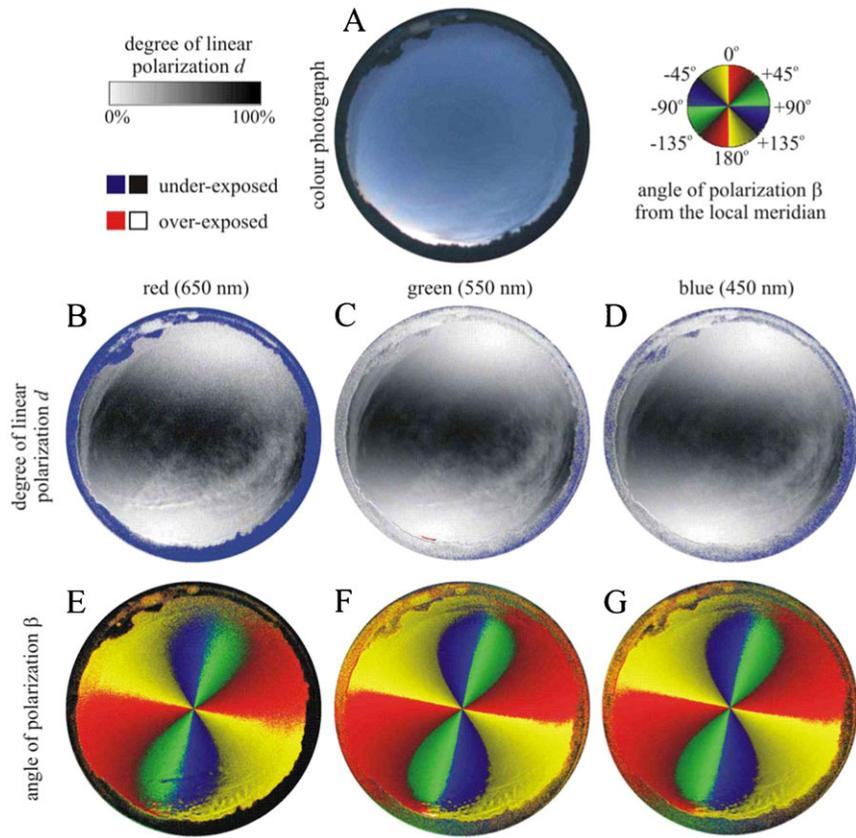 A
degree of linear
polarization d
0%
100%
under-exposed
over-exposed
colour photograph
0°
-45°
+45°
-90°
+90°
-135°
+135°
180°
angle of polarization β
from the local meridian
red (650 nm)
green (550 nm)
blue (450 nm)
B
C
D
degree of linear
polarization d
E
F
G
angle of polarization β